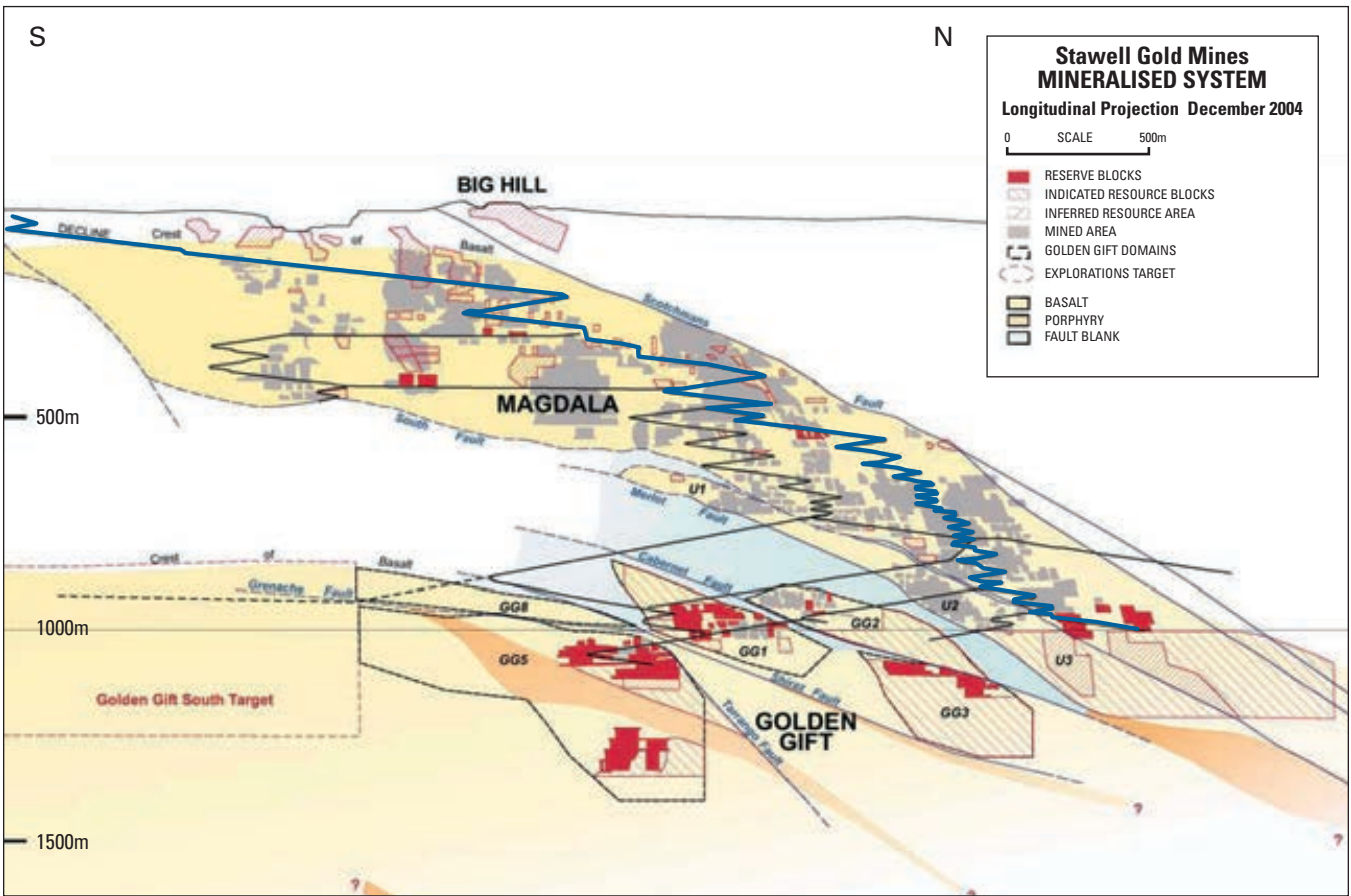 S
N
Stawell Gold Mines
MINERALISED SYSTEM
Longitudinal Projection December 2004
0 SCALE 500m
RESERVE BLOCKS
INDICATED RESOURCE BLOCKS
INFERRED RESOURCE AREA
MINED AREA
GOLDEN GIFT DOMAINS
EXPLORATIONS TARGET
BASALT
PORPHYRY
FAULT BLANK
BIG HILL
DECLINE
Crest of Basalt
Scotchmans Fault
MAGDALA
500m
South Fault
U1
Merlot Fault
Crest of Basalt
Cabernet Fault
Grenache Fault
GG8
U2
GG2
1000m
GG1
GG5
U3
Golden Gift South Target
Shiraz Fault
GG3
GOLDEN
GIFT
Tarrango Fault
?
?
1500m
?
?